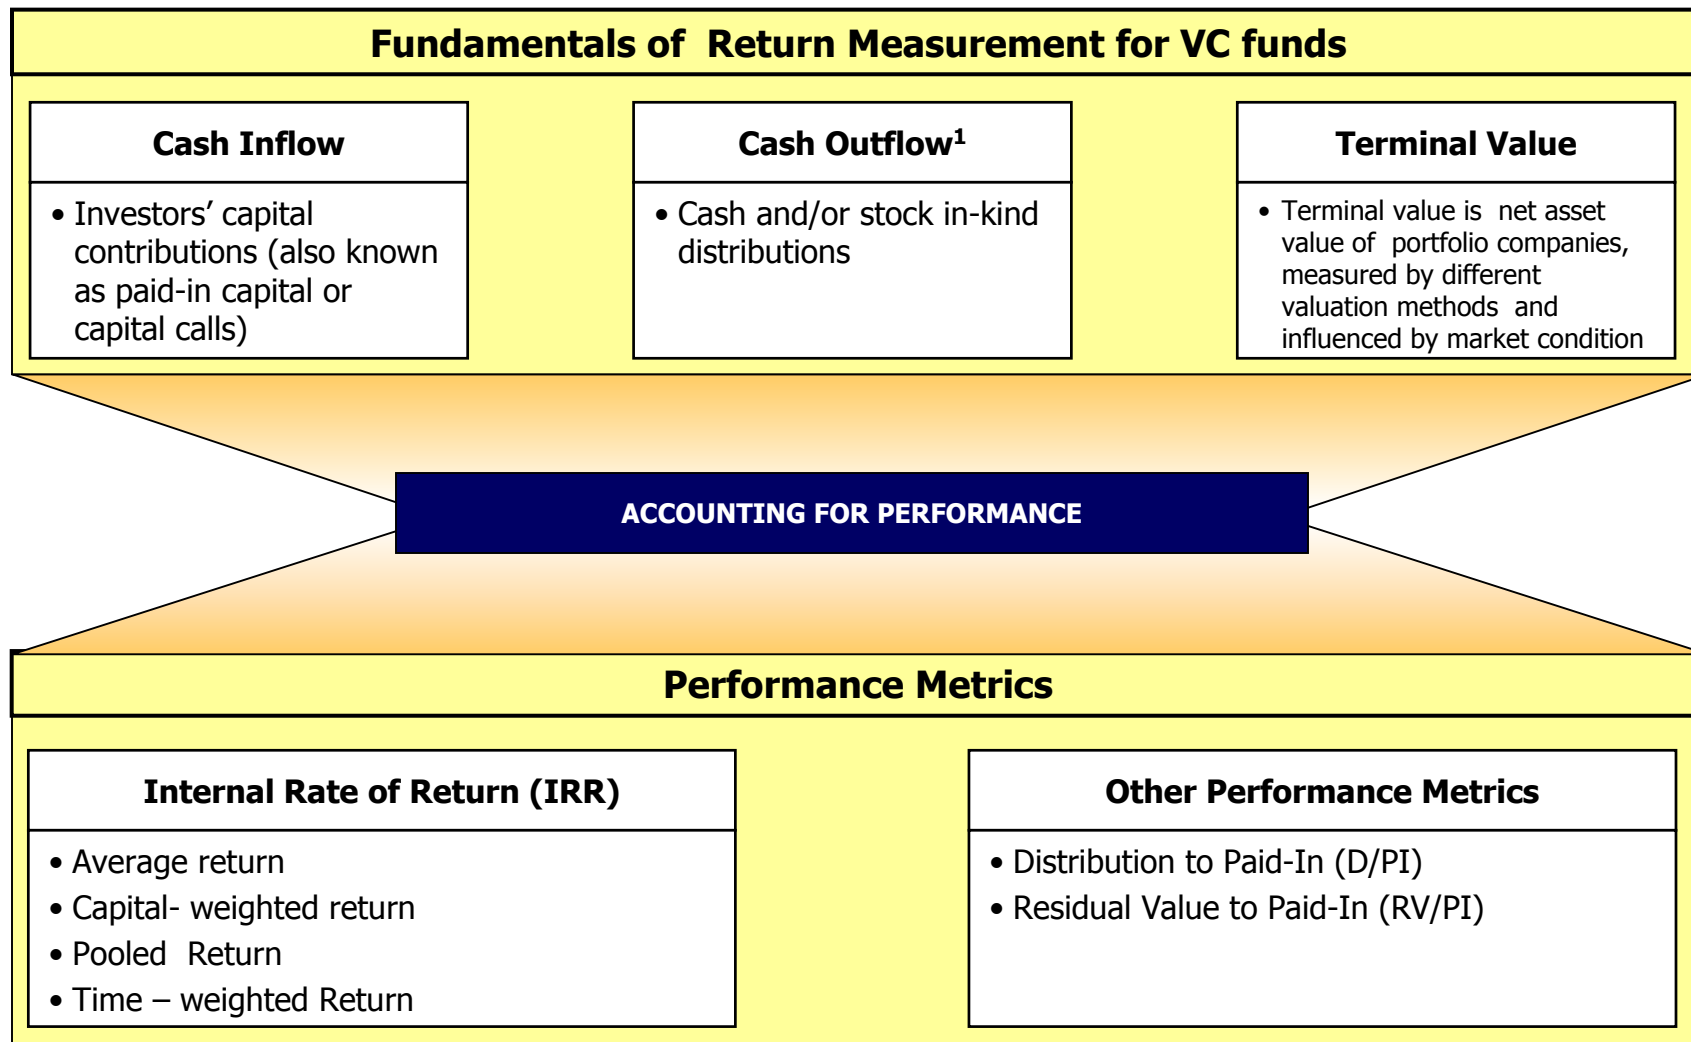 Fundamentals of Return Measurement for VC funds
Cash Inflow
• Investors’ capital
contributions (also known
as paid-in capital or
capital calls)
Cash Outflow¹
• Cash and/or stock in-kind
distributions
Terminal Value
• Terminal value is net asset
value of portfolio companies,
measured by different
valuation methods and
influenced by market condition
ACCOUNTING FOR PERFORMANCE
Performance Metrics
Internal Rate of Return (IRR)
• Average return
• Capital- weighted return
• Pooled Return
• Time – weighted Return
Other Performance Metrics
• Distribution to Paid-In (D/PI)
• Residual Value to Paid-In (RV/PI)